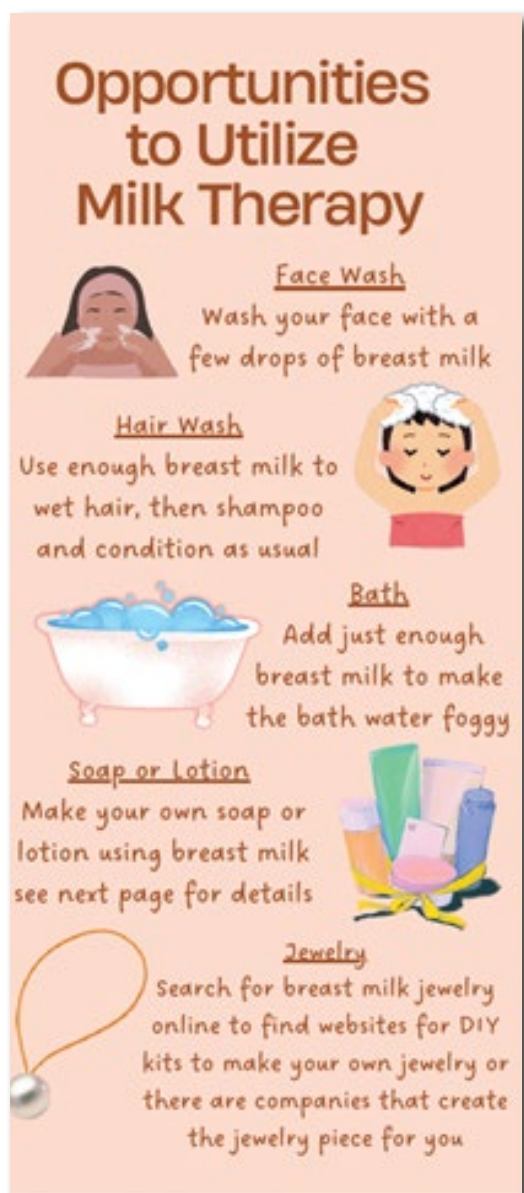 Opportunities
to Utilize
Milk Therapy
Face Wash
Wash your face with a
few drops of breast milk
Hair Wash
Use enough breast milk to
wet hair, then shampoo
and condition as usual
Bath
Add just enough
breast milk to make
the bath water foggy
Soap or Lotion
Make your own soap or
lotion using breast milk
see next page for details
Jewelry
Search for breast milk jewelry
online to find websites for DIY
kits to make your own jewelry or
there are companies that create
the jewelry piece for you